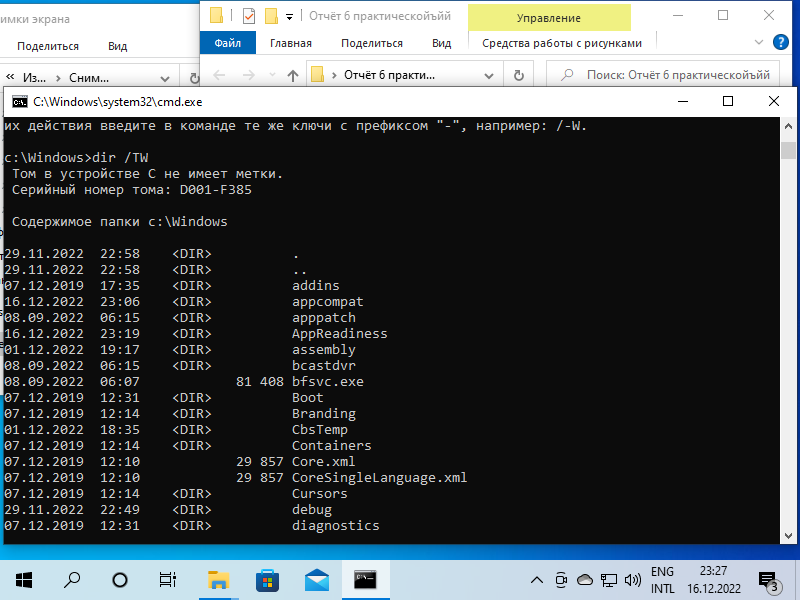 имки экрана
Отчёт 6 практическойъйй
Управление
Поделиться
Вид
Файл
Главная
Поделиться
Вид
Средства работы с рисунками
?
« Из... › Сним...
› Отчёт 6 практи...
Поиск: Отчёт 6 практическойъйй
C:\Windows\system32\cmd.exe
их действия введите в команде те же ключи с префиксом "-", например: /-W.
c:\Windows>dir /TW
Том в устройстве C не имеет метки.
Серийный номер тома: D001-F385
Содержимое папки c:\Windows
29.11.2022 22:58 <DIR> .
29.11.2022 22:58 <DIR> ..
07.12.2019 17:35 <DIR> addins
16.12.2022 23:06 <DIR> appcompat
08.09.2022 06:15 <DIR> apppatch
16.12.2022 23:19 <DIR> AppReadiness
01.12.2022 19:17 <DIR> assembly
08.09.2022 06:15 <DIR> bcastdvr
08.09.2022 06:07 81 408 bfsvc.exe
07.12.2019 12:31 <DIR> Boot
07.12.2019 12:14 <DIR> Branding
01.12.2022 18:35 <DIR> CbsTemp
07.12.2019 12:14 <DIR> Containers
07.12.2019 12:10 29 857 Core.xml
07.12.2019 12:10 29 857 CoreSingleLanguage.xml
07.12.2019 12:14 <DIR> Cursors
29.11.2022 22:49 <DIR> debug
07.12.2019 12:31 <DIR> diagnostics
ENG
INTL
23:27
16.12.2022
3